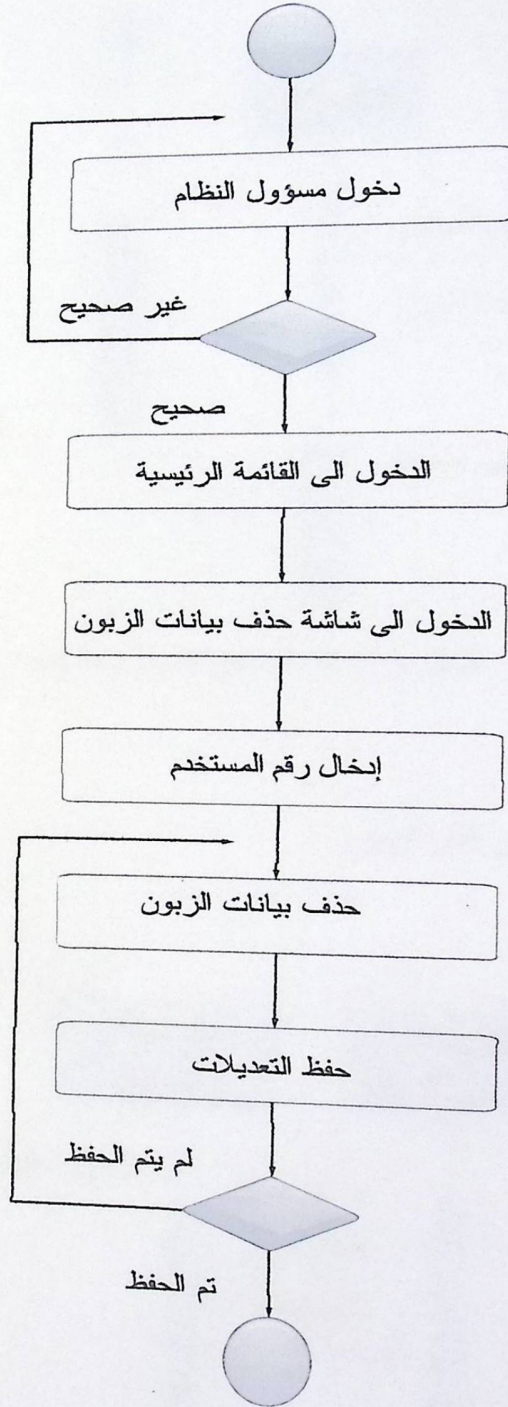 دخول مسؤول النظام
غير صحيح
صحيح
الدخول الى القائمة الرئيسية
الدخول الى شاشة حذف بيانات الزبون
إدخال رقم المستخدم
حذف بيانات الزبون
حفظ التعديلات
لم يتم الحفظ
تم الحفظ